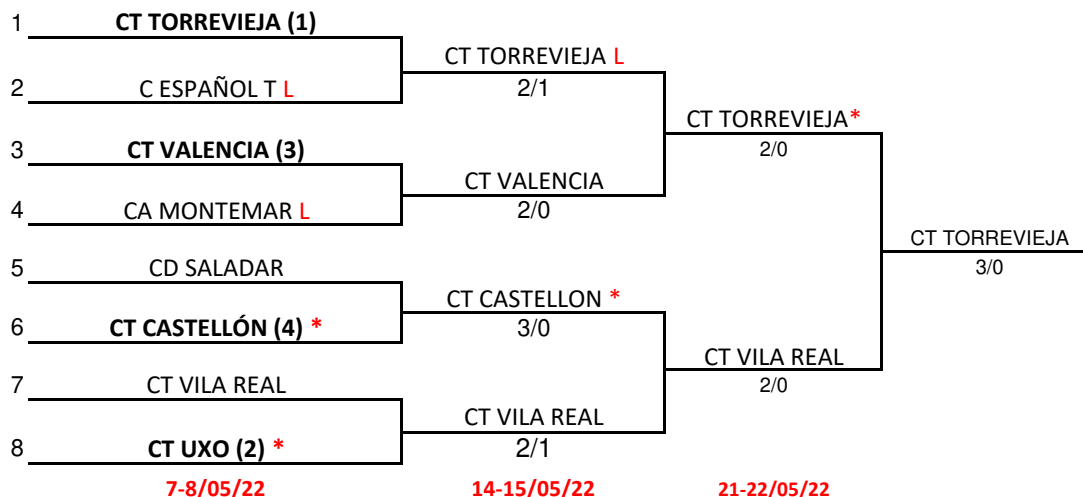 1 CT TORREVIEJA (1)
CT TORREVIEJA L
2 C ESPAÑOL T L
2/1
CT TORREVIEJA*
3 CT VALENCIA (3)
2/0
CT VALENCIA
4 CA MONTEMAR L
2/0
CT TORREVIEJA
5 CD SALADAR
3/0
CT CASTELLON *
6 CT CASTELLÓN (4) *
3/0
CT VILA REAL
7 CT VILA REAL
2/0
CT VILA REAL
8 CT UXO (2) *
2/1
7-8/05/22 14-15/05/22 21-22/05/22